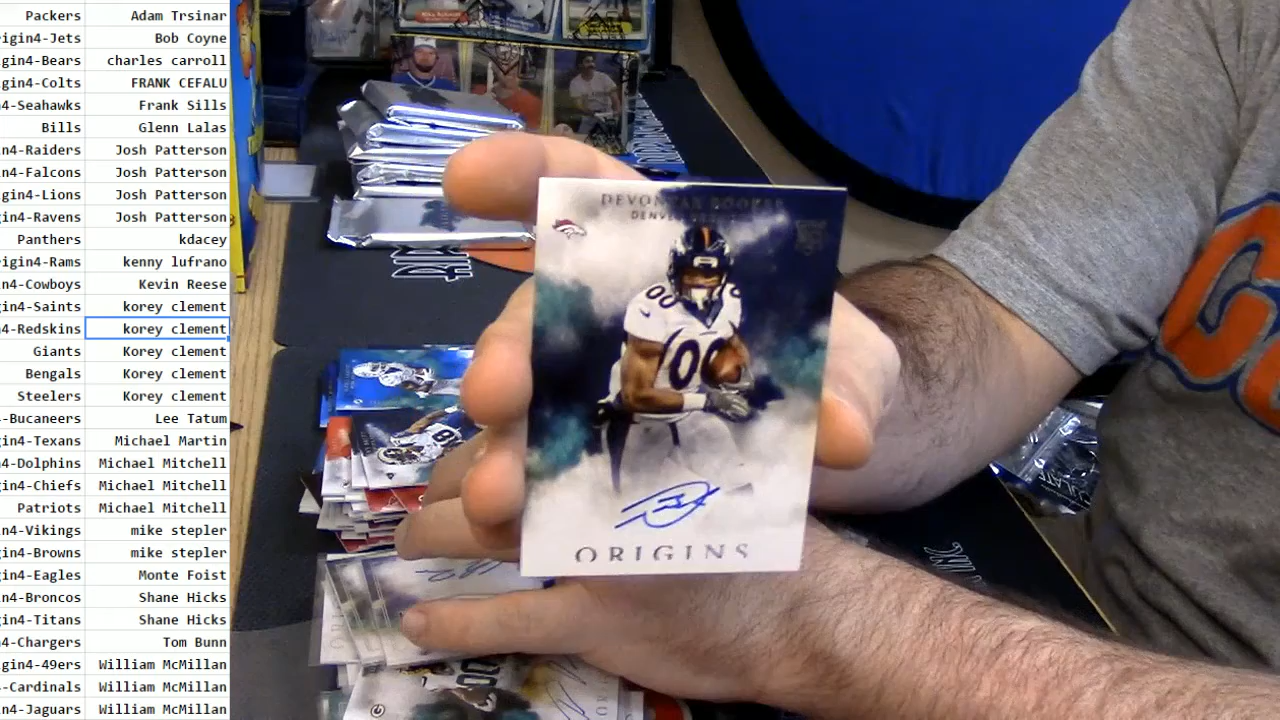 Packers Adam Trsinar
igin4-Jets Bob Coyne
gin4-Bears charles carroll
gin4-Colts FRANK CEFALU
4-Seahawks Frank Sills
Bills Glenn Lalas
n4-Raiders Josh Patterson
n4-Falcons Josh Patterson
in4-Lions Josh Patterson
n4-Ravens Josh Patterson
Panthers kdacey
igin4-Rams kenny lufrano
in4-Cowboys Kevin Reese
gin4-Saints korey clement
4-Redskins korey clement
Giants Korey clement
Bengals Korey clement
Steelers Korey clement
-Bucaneers Lee Tatum
n4-Texans Michael Martin
n4-Dolphins Michael Mitchell
n4-Chiefs Michael Mitchell
Patriots Michael Mitchell
n4-Vikings mike stepler
n4-Browns mike stepler
gin4-Eagles Monte Foist
in4-Broncos Shane Hicks
in4-Titans Shane Hicks
4-Chargers Tom Bunn
igin4-49ers William McMillan
-Cardinals William McMillan
n4-Jaguars William McMillan
DEVONTAE BOOKER
00
00
ORIGINS